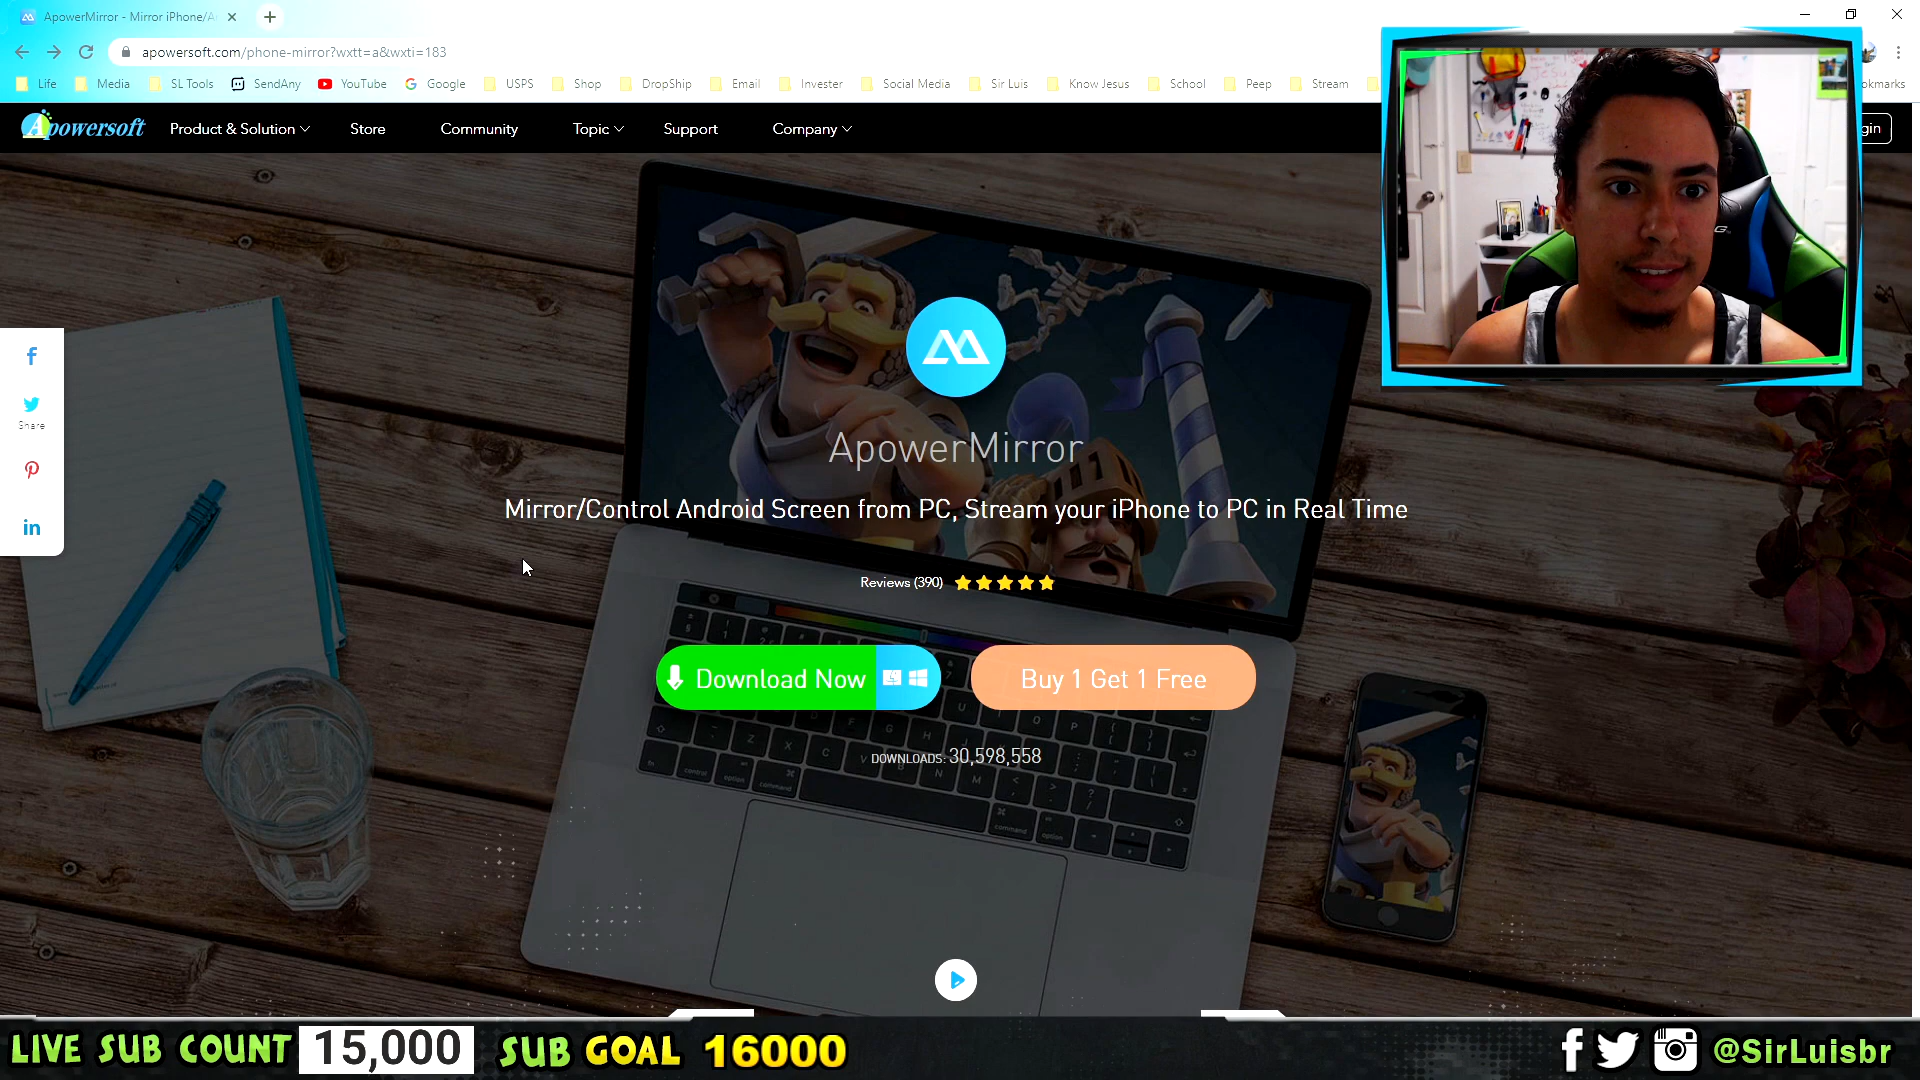 ApowerMirror - Mirror iPhone/A
apowersoft.com/phone-mirror?wxtt=a&wxti=183
Life Media SL Tools SendAny YouTube Google USPS Shop DropShip Email Invester Social Media Sir Luis Know Jesus School Peep Stream
Apowersoft Product & Solution Store Community Topic Support Company
Share
ApowerMirror
Mirror/Control Android Screen from PC, Stream your iPhone to PC in Real Time
Reviews (390)
Download Now Buy 1 Get 1 Free
DOWNLOADS: 30,598,558
LIVE SUB COUNT 15,000 SUB GOAL 16000 @SirLuisbr